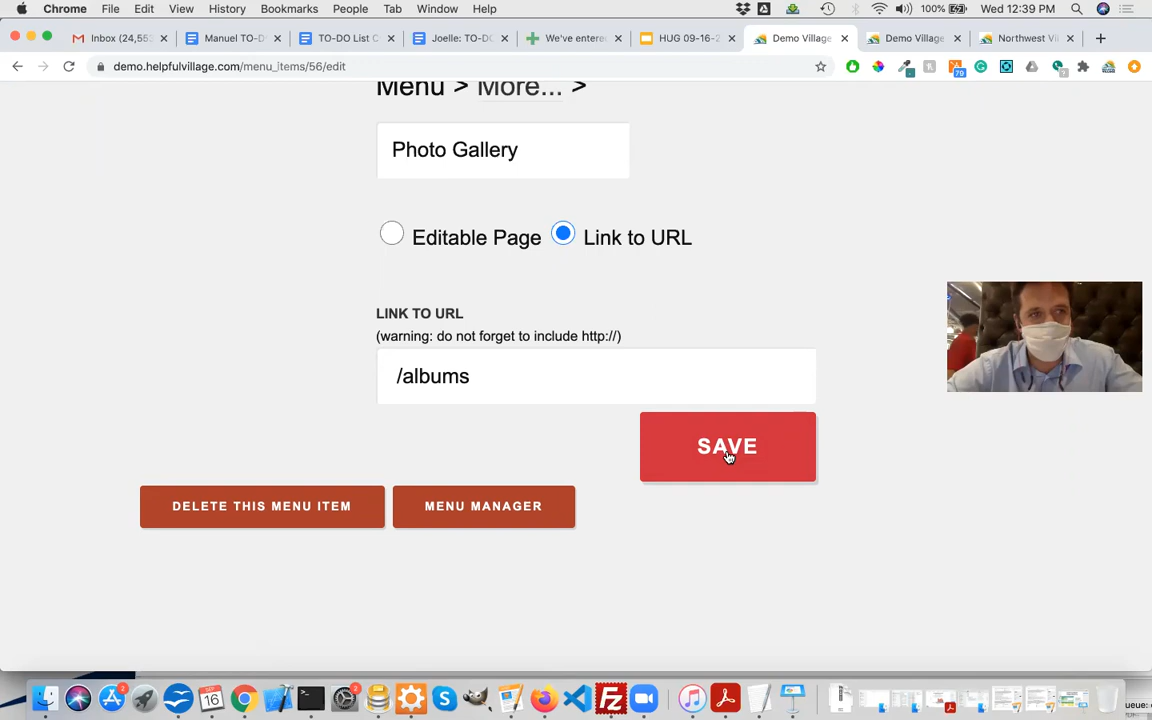 Chrome File Edit View History Bookmarks People Tab Window Help 100% Wed 12:39 PM
Inbox (24,55 Manuel TO-D TO-DO List C Joelle: TO-D We've entere HUG 09-16-2 Demo Village Demo Village Northwest Vi
demo.helpfulvillage.com/menu_items/56/edit
79
Menu > More... >
Photo Gallery
Editable Page Link to URL
LINK TO URL
(warning: do not forget to include http://)
/albums
SAVE
DELETE THIS MENU ITEM MENU MANAGER
ueue: